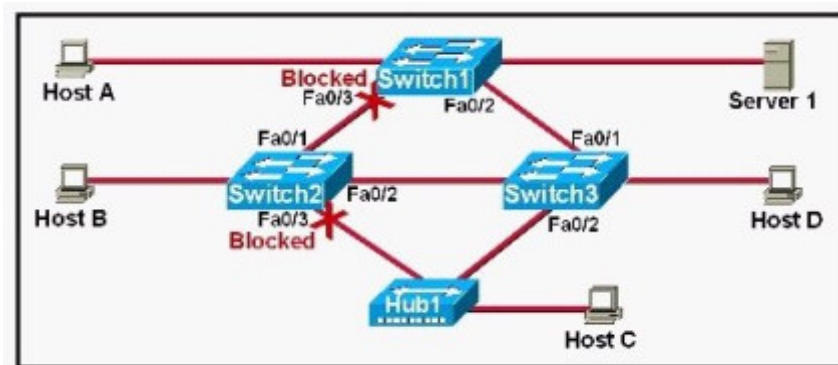 Host A
Blocked
Fa0/3
Switch1
Fa0/2
Server 1
Fa0/1
Fa0/1
Host B
Switch2
Fa0/2
Switch3
Host D
Fa0/3
Blocked
Fa0/2
Hub1
Host C